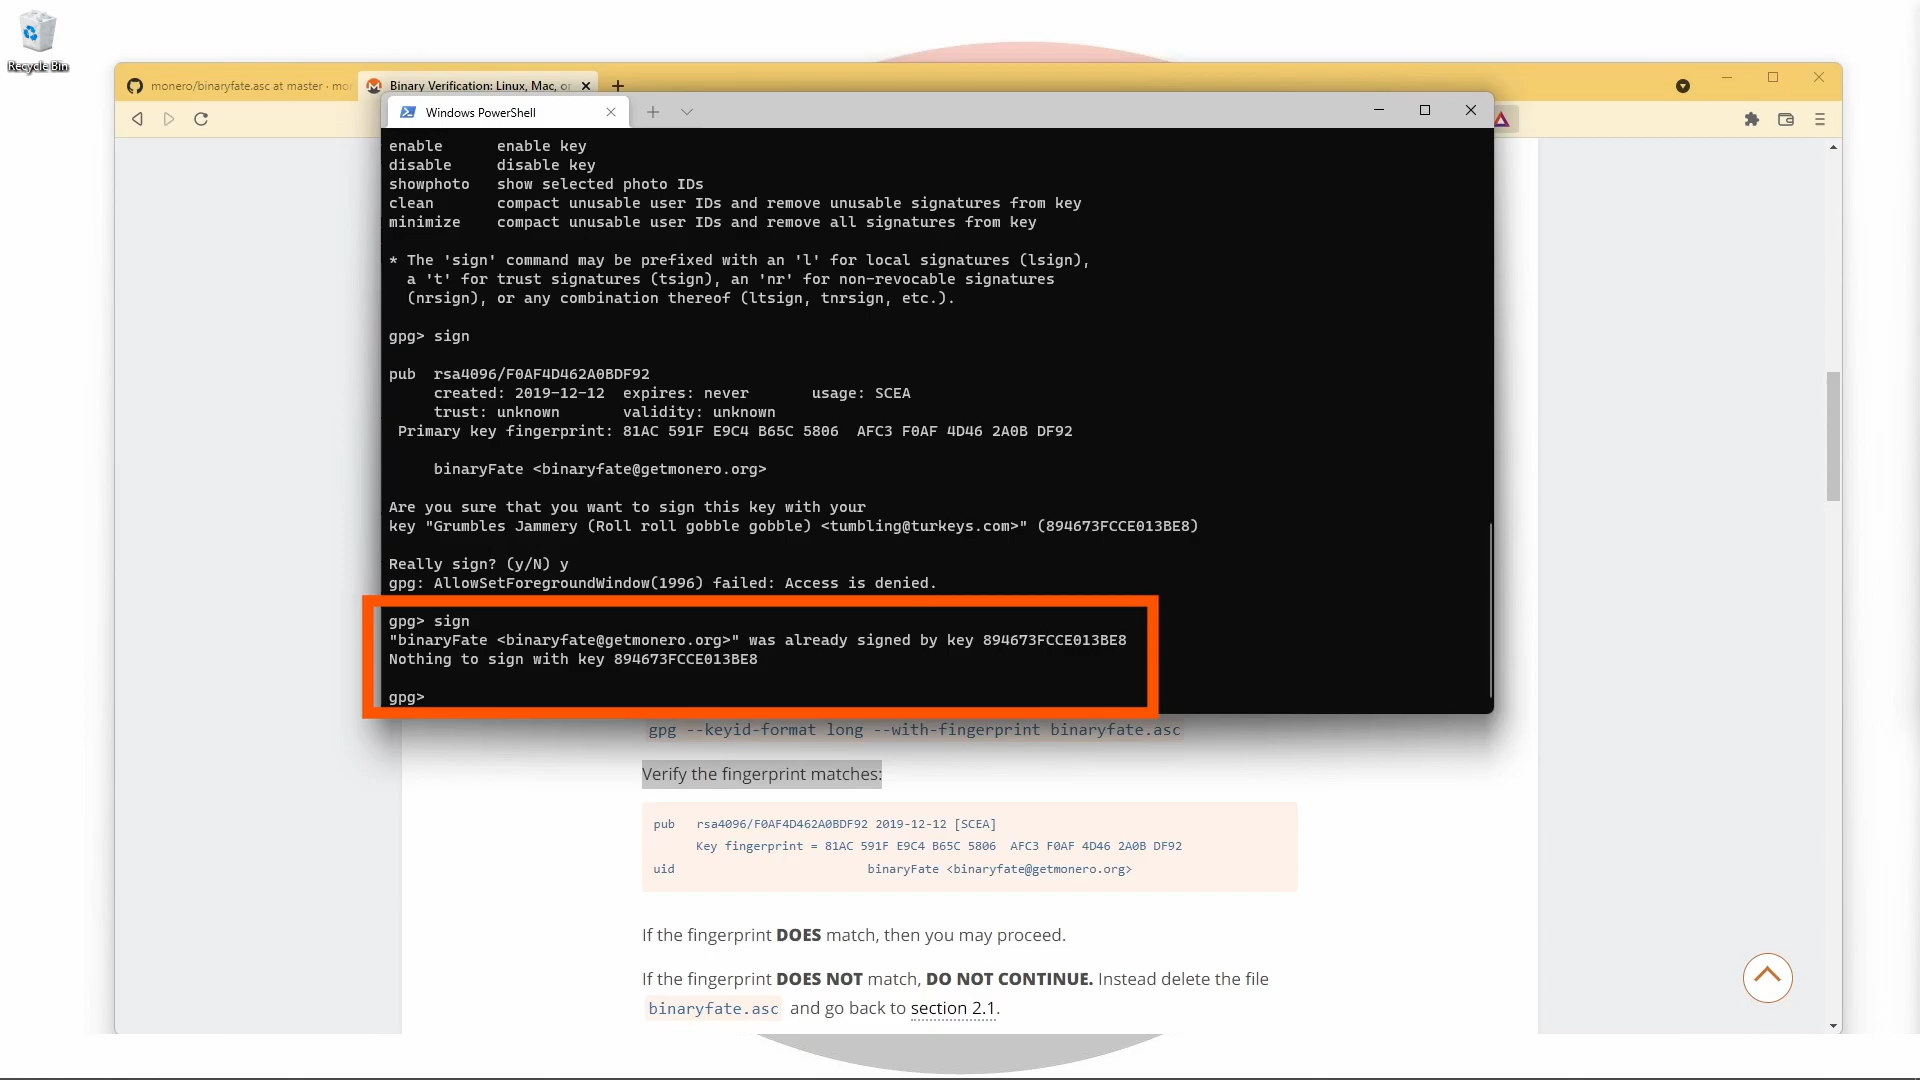 Recycle Bin
monero/binaryfate.asc at master · mor
Binary Verification: Linux, Mac, or
Windows PowerShell
enable      enable key
disable     disable key
showphoto   show selected photo IDs
clean       compact unusable user IDs and remove unusable signatures from key
minimize    compact unusable user IDs and remove all signatures from key
* The 'sign' command may be prefixed with an 'l' for local signatures (lsign),
a 't' for trust signatures (tsign), an 'nr' for non-revocable signatures
(nrsign), or any combination thereof (ltsign, tnrsign, etc.).
gpg> sign
pub  rsa4096/F0AF4D462A0BDF92
created: 2019-12-12  expires: never       usage: SCEA
trust: unknown       validity: unknown
Primary key fingerprint: 81AC 591F E9C4 B65C 5806  AFC3 F0AF 4D46 2A0B DF92
binaryFate <binaryfate@getmonero.org>
Are you sure that you want to sign this key with your
key "Grumbles Jammery (Roll roll gobble gobble) <tumbling@turkeys.com>" (894673FCCE013BE8)
Really sign? (y/N) y
gpg: AllowSetForegroundWindow(1996) failed: Access is denied.
gpg> sign
"binaryFate <binaryfate@getmonero.org>" was already signed by key 894673FCCE013BE8
Nothing to sign with key 894673FCCE013BE8
gpg>
gpg --keyid-format long --with-fingerprint binaryfate.asc
Verify the fingerprint matches:
pub   rsa4096/F0AF4D462A0BDF92 2019-12-12 [SCEA]
Key fingerprint = 81AC 591F E9C4 B65C 5806  AFC3 F0AF 4D46 2A0B DF92
uid                           binaryFate <binaryfate@getmonero.org>
If the fingerprint DOES match, then you may proceed.
If the fingerprint DOES NOT match, DO NOT CONTINUE. Instead delete the file
binaryfate.asc and go back to section 2.1.